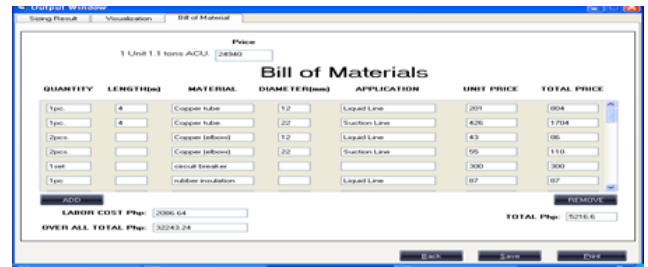 Output Window
Sizing Result Visualization Bill of Material
Price
1 Unit 1.1 tons ACU. 24940
Bill of Materials
QUANTITY LENGTH(m) MATERIAL DIAMETER(mm) APPLICATION UNIT PRICE TOTAL PRICE
1pc. 4 Copper tube 12 Liquid Line 201 804
1pc. 4 Copper tube 22 Suction Line 426 1704
2pcs. Copper (elbow) 12 Liquid Line 43 86
2pcs. Copper (elbow) 22 Suction Line 55 110
1set circuit breaker 300 300
1pc rubber insulation Liquid Line 87 87
ADD REMOVE
LABOR COST Php: 2086.64
TOTAL Php: 5216.6
OVER ALL TOTAL Php: 32243.24
Back Save Print